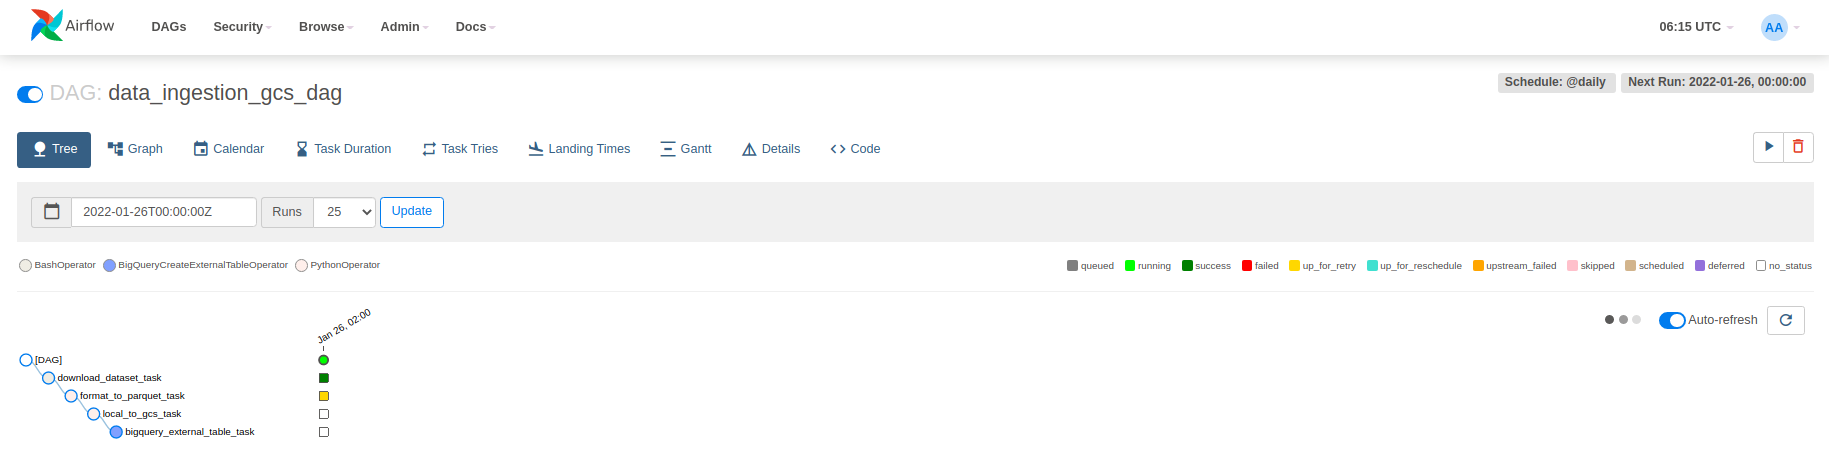 Airflow DAGs Security Browse Admin Docs 06:15 UTC AA
DAG: data_ingestion_gcs_dag Schedule: @daily Next Run: 2022-01-26, 00:00:00
Tree Graph Calendar Task Duration Task Tries Landing Times Gantt Details Code
2022-01-26T00:00:00Z Runs 25 Update
BashOperator BigQueryCreateExternalTableOperator PythonOperator queued running success failed up_for_retry up_for_reschedule upstream_failed skipped scheduled deferred no_status
Jan 26, 02:00 Auto-refresh
[DAG]
download_dataset_task
format_to_parquet_task
local_to_gcs_task
bigquery_external_table_task